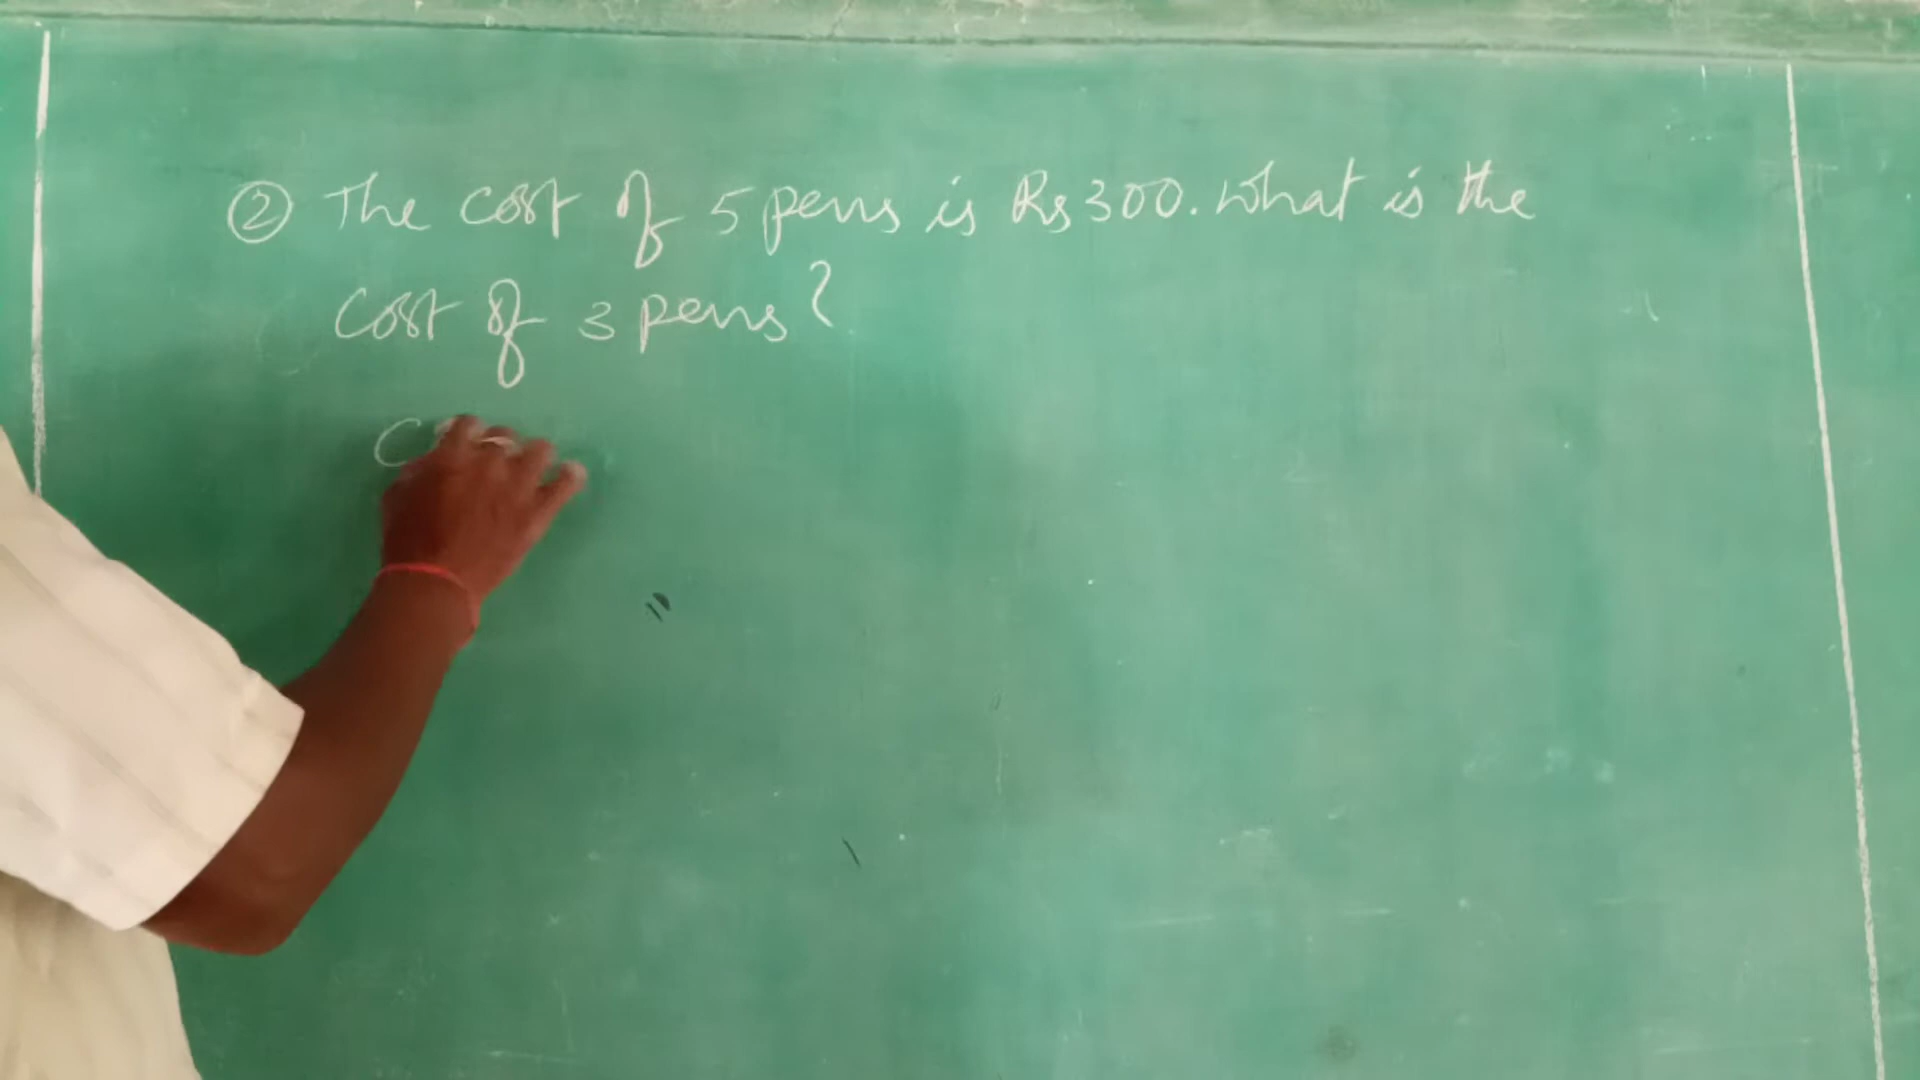 ② The cost of 5 pens is Rs 300. What is the
cost of 3 pens?
C